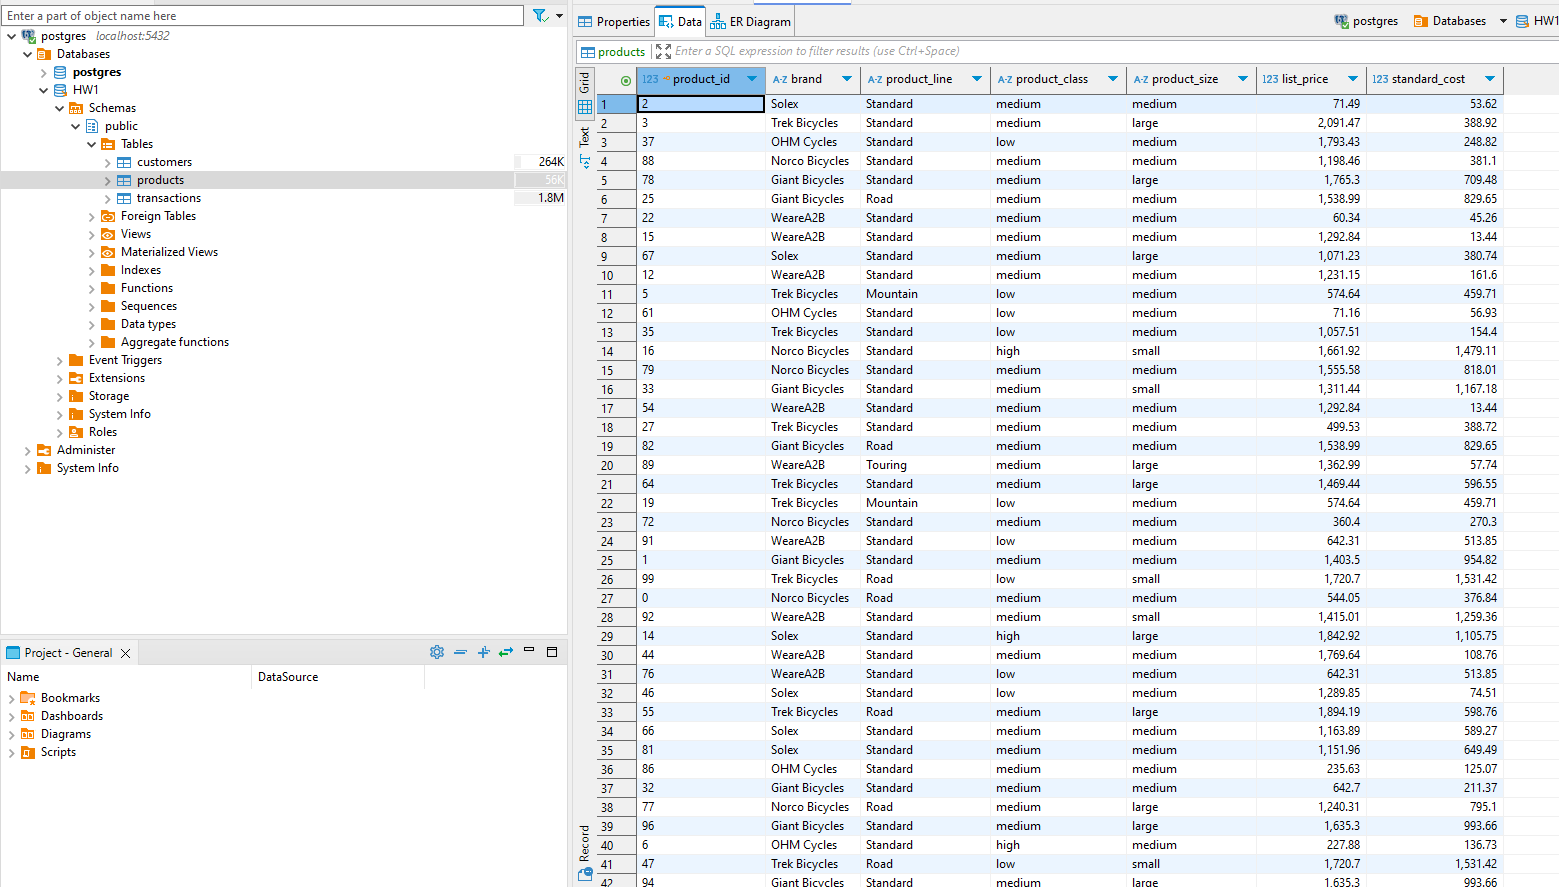 Enter a part of object name here
postgres localhost:5432
Databases
postgres
HW1
Schemas
public
Tables
customers 264K
products 56K
transactions 1.8M
Foreign Tables
Views
Materialized Views
Indexes
Functions
Sequences
Data types
Aggregate functions
Event Triggers
Extensions
Storage
System Info
Roles
Administer
System Info
Project - General
Name DataSource
Bookmarks
Dashboards
Diagrams
Scripts
Properties Data ER Diagram postgres Databases HW1
products Enter a SQL expression to filter results (use Ctrl+Space)
Grid
Text
Record
123 product_id A-Z brand A-Z product_line A-Z product_class A-Z product_size 123 list_price 123 standard_cost
1 2 Solex Standard medium medium 71.49 53.62
2 3 Trek Bicycles Standard medium large 2,091.47 388.92
3 37 OHM Cycles Standard low medium 1,793.43 248.82
4 88 Norco Bicycles Standard medium medium 1,198.46 381.1
5 78 Giant Bicycles Standard medium large 1,765.3 709.48
6 25 Giant Bicycles Road medium medium 1,538.99 829.65
7 22 WeareA2B Standard medium medium 60.34 45.26
8 15 WeareA2B Standard medium medium 1,292.84 13.44
9 67 Solex Standard medium large 1,071.23 380.74
10 12 WeareA2B Standard medium medium 1,231.15 161.6
11 5 Trek Bicycles Mountain low medium 574.64 459.71
12 61 OHM Cycles Standard low medium 71.16 56.93
13 35 Trek Bicycles Standard low medium 1,057.51 154.4
14 16 Norco Bicycles Standard high small 1,661.92 1,479.11
15 79 Norco Bicycles Standard medium medium 1,555.58 818.01
16 33 Giant Bicycles Standard medium small 1,311.44 1,167.18
17 54 WeareA2B Standard medium medium 1,292.84 13.44
18 27 Trek Bicycles Standard medium medium 499.53 388.72
19 82 Giant Bicycles Road medium medium 1,538.99 829.65
20 89 WeareA2B Touring medium large 1,362.99 57.74
21 64 Trek Bicycles Standard medium large 1,469.44 596.55
22 19 Trek Bicycles Mountain low medium 574.64 459.71
23 72 Norco Bicycles Standard medium medium 360.4 270.3
24 91 WeareA2B Standard low medium 642.31 513.85
25 1 Giant Bicycles Standard medium medium 1,403.5 954.82
26 99 Trek Bicycles Road low small 1,720.7 1,531.42
27 0 Norco Bicycles Road medium medium 544.05 376.84
28 92 WeareA2B Standard medium small 1,415.01 1,259.36
29 14 Solex Standard high large 1,842.92 1,105.75
30 44 WeareA2B Standard medium medium 1,769.64 108.76
31 76 WeareA2B Standard low medium 642.31 513.85
32 46 Solex Standard low medium 1,289.85 74.51
33 55 Trek Bicycles Road medium large 1,894.19 598.76
34 66 Solex Standard medium medium 1,163.89 589.27
35 81 Solex Standard medium medium 1,151.96 649.49
36 86 OHM Cycles Standard medium medium 235.63 125.07
37 32 Giant Bicycles Standard medium medium 642.7 211.37
38 77 Norco Bicycles Road medium large 1,240.31 795.1
39 96 Giant Bicycles Standard medium large 1,635.3 993.66
40 6 OHM Cycles Standard high medium 227.88 136.73
41 47 Trek Bicycles Road low small 1,720.7 1,531.42
42 94 Giant Bicycles Standard medium large 1,635.3 993.66